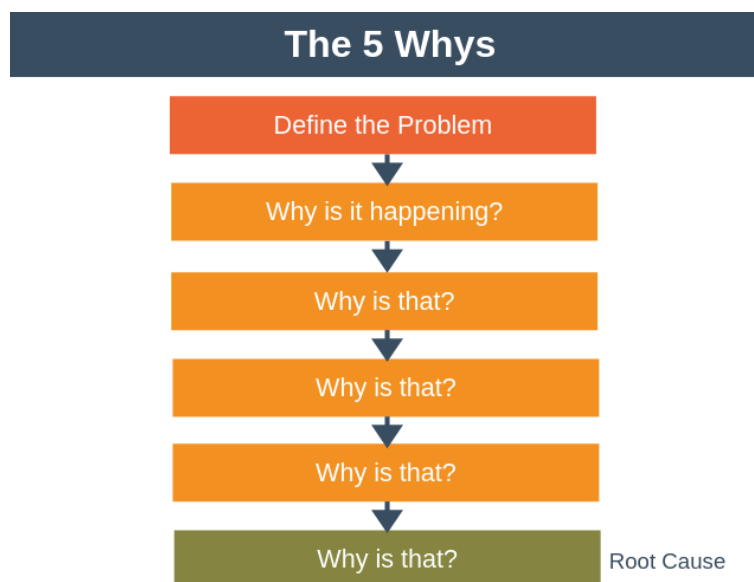 The 5 Whys
Define the Problem
Why is it happening?
Why is that?
Why is that?
Why is that?
Why is that?
Root Cause